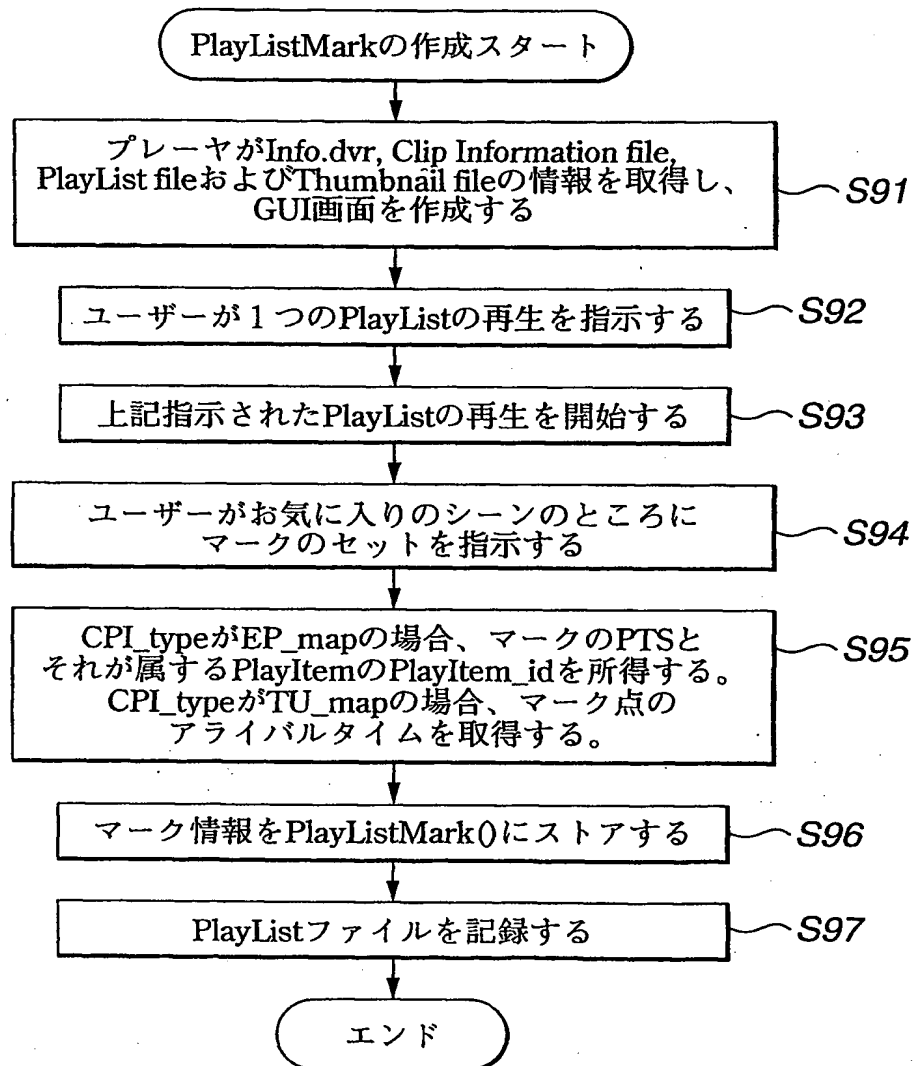 PlayListMarkの作成スタート
プレーヤがInfo.dvr, Clip Information file,
PlayList fileおよびThumbnail fileの情報を取得し、
GUI画面を作成する
S91
ユーザーが1つのPlayListの再生を指示する
S92
上記指示されたPlayListの再生を開始する
S93
ユーザーがお気に入りのシーンのところに
マークのセットを指示する
S94
CPI_typeがEP_mapの場合、マークのPTSと
それが属するPlayItemのPlayItem_idを所得する。
CPI_typeがTU_mapの場合、マーク点の
アライバルタイムを取得する。
S95
マーク情報をPlayListMark()にストアする
S96
PlayListファイルを記録する
S97
エンド